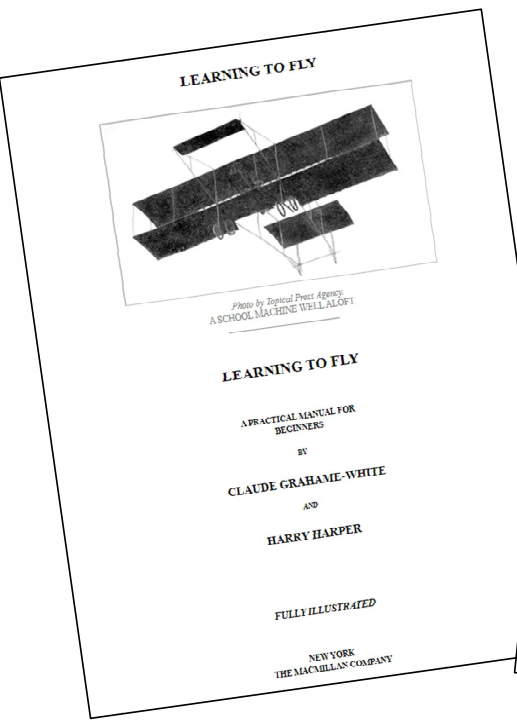 LEARNING TO FLY
Photo by Topical Press Agency.
A SCHOOL MACHINE WELL ALOFT
LEARNING TO FLY
A PRACTICAL MANUAL FOR
BEGINNERS
BY
CLAUDE GRAHAME-WHITE
AND
HARRY HARPER
FULLY ILLUSTRATED
NEW YORK
THE MACMILLAN COMPANY